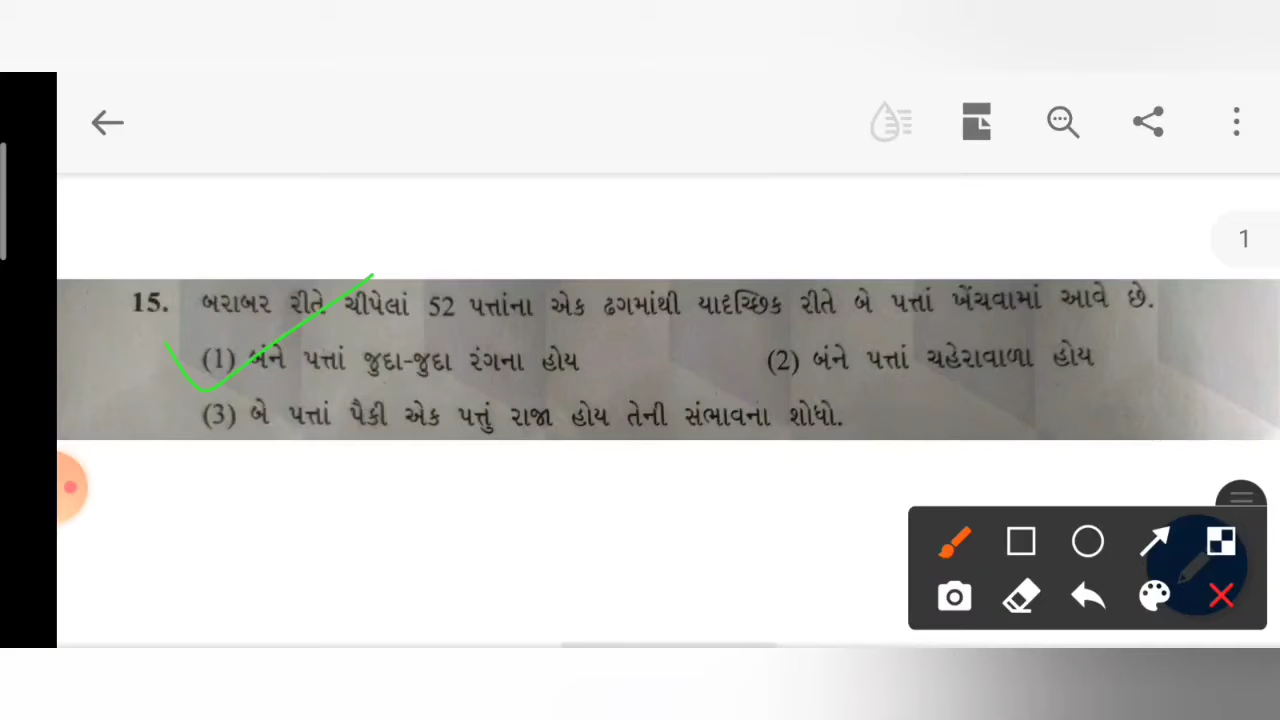 1
15. બરાબર રીતે ચીપેલાં 52 પત્તાંના એક ઢગમાંથી યાદચ્છિક રીતે બે પત્તાં ખેંચવામાં આવે છે.
(1) બંને પત્તાં જુદા-જુદા રંગના હોય (2) બંને પત્તાં ચહેરાવાળા હોય
(3) બે પત્તાં પૈકી એક પત્તું રાજા હોય તેની સંભાવના શોધો.